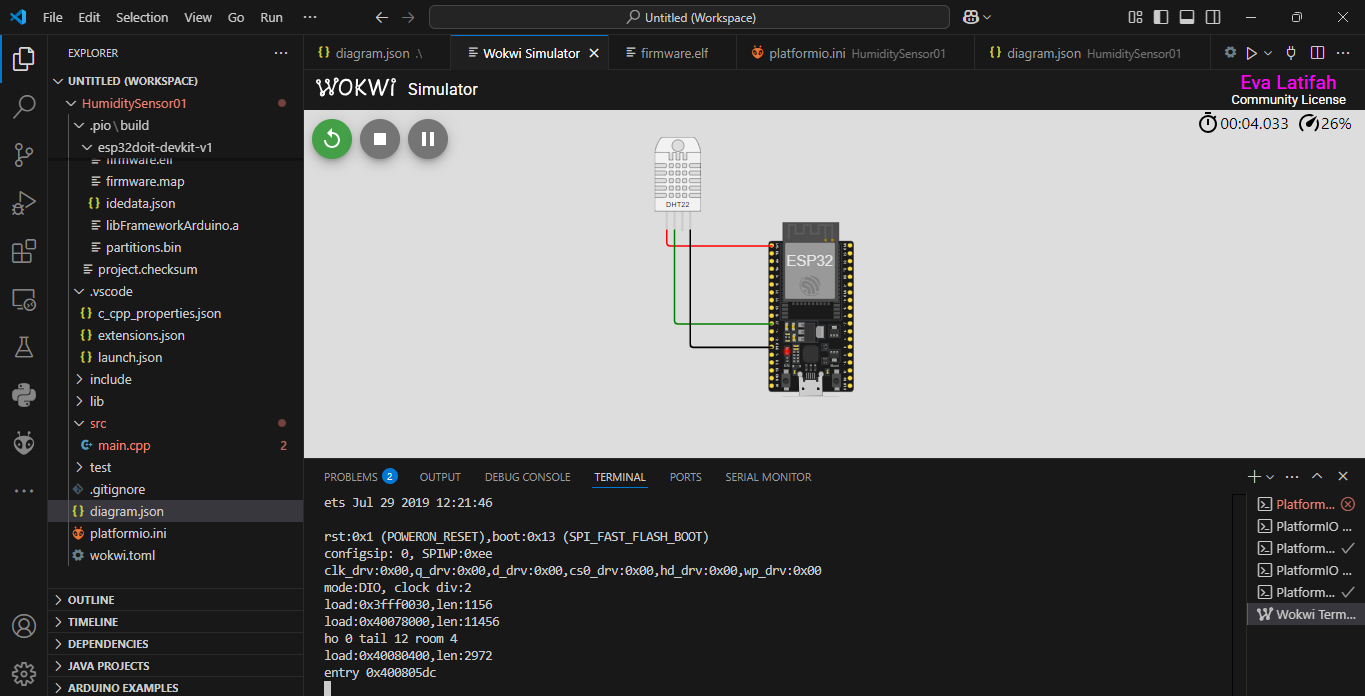 File Edit Selection View Go Run ··· Untitled (Workspace)
EXPLORER ···
UNTITLED (WORKSPACE)
HumiditySensor01
.pio \ build
esp32doit-devkit-v1
firmware.elf
firmware.map
idedata.json
libFrameworkArduino.a
partitions.bin
project.checksum
.vscode
c_cpp_properties.json
extensions.json
launch.json
include
lib
src
main.cpp 2
test
.gitignore
diagram.json
platformio.ini
wokwi.toml
OUTLINE
TIMELINE
DEPENDENCIES
JAVA PROJECTS
ARDUINO EXAMPLES
diagram.json .\ Wokwi Simulator firmware.elf platformio.ini HumiditySensor01 diagram.json HumiditySensor01
WOKWI Simulator
Eva Latifah
Community License
00:04.033 26%
DHT22
ESP32
PROBLEMS 2 OUTPUT DEBUG CONSOLE TERMINAL PORTS SERIAL MONITOR
ets Jul 29 2019 12:21:46
rst:0x1 (POWERON_RESET),boot:0x13 (SPI_FAST_FLASH_BOOT)
configsip: 0, SPIWP:0xee
clk_drv:0x00,q_drv:0x00,d_drv:0x00,cs0_drv:0x00,hd_drv:0x00,wp_drv:0x00
mode:DIO, clock div:2
load:0x3fff0030,len:1156
load:0x40078000,len:11456
ho 0 tail 12 room 4
load:0x40080400,len:2972
entry 0x400805dc
Platform...
PlatformIO ...
Platform...
PlatformIO ...
Platform...
Wokwi Term...